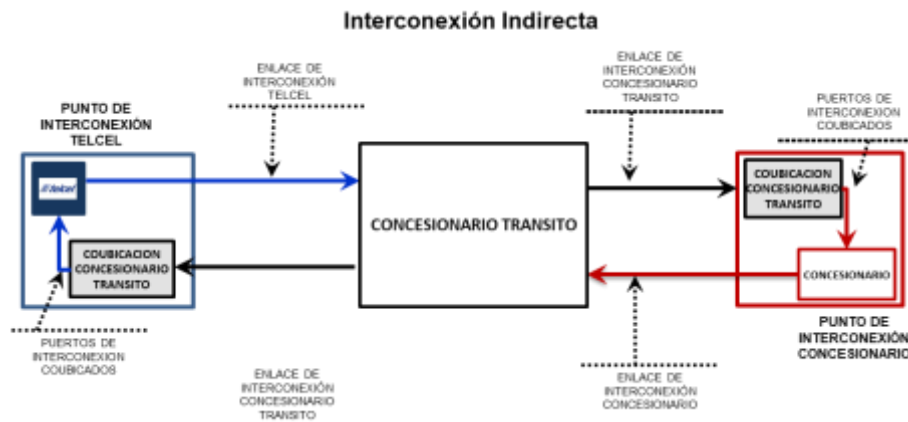 Interconexión Indirecta
ENLACE DE
INTERCONEXIÓN
TELCEL
ENLACE DE
INTERCONEXIÓN
CONCESIONARIO
TRANSITO
PUNTO DE
INTERCONEXIÓN
TELCEL
PUERTOS DE
INTERCONEXION
COUBICADOS
telcel
COUBICACION
CONCESIONARIO
TRANSITO
CONCESIONARIO TRANSITO
COUBICACION
CONCESIONARIO
TRANSITO
CONCESIONARIO
PUERTOS DE
INTERCONEXION
COUBICADOS
ENLACE DE
INTERCONEXIÓN
CONCESIONARIO
TRANSITO
ENLACE DE
INTERCONEXIÓN
CONCESIONARIO
PUNTO DE
INTERCONEXIÓN
CONCESIONARIO